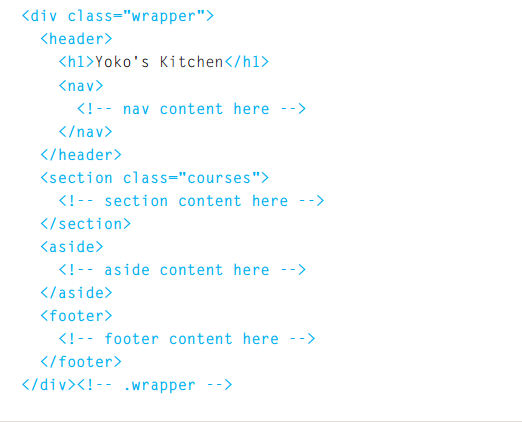 <div class="wrapper">
<header>
<h1>Yoko's Kitchen</h1>
<nav>
<!-- nav content here -->
</nav>
</header>
<section class="courses">
<!-- section content here -->
</section>
<aside>
<!-- aside content here -->
</aside>
<footer>
<!-- footer content here -->
</footer>
</div><!-- .wrapper -->